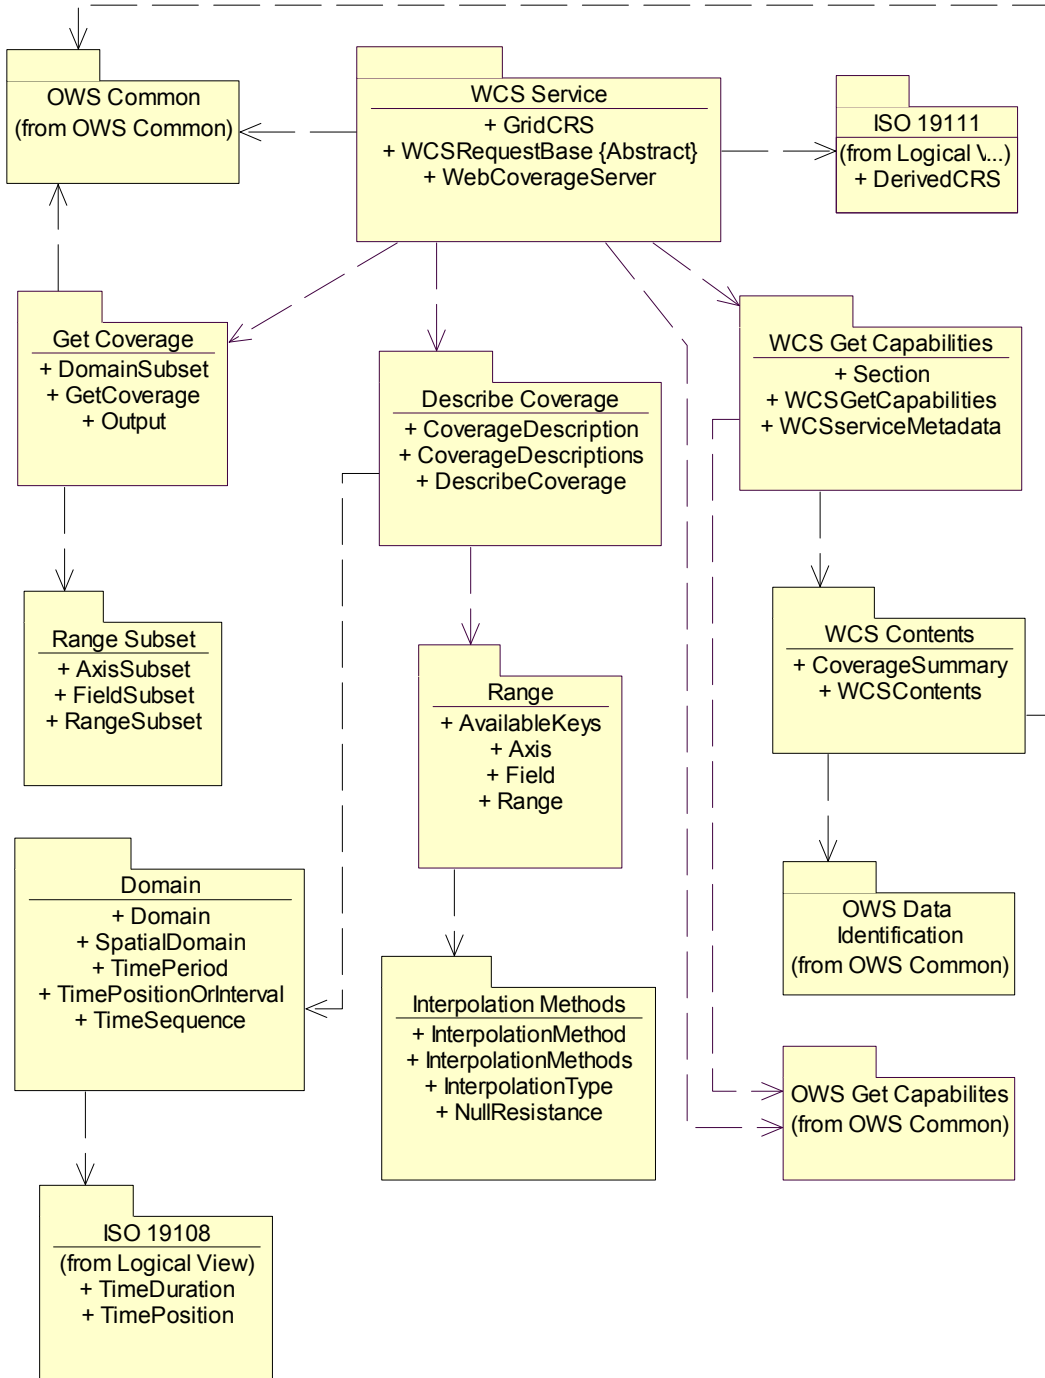 OWS Common
(from OWS Common)
WCS Service
+ GridCRS
+ WCSRequestBase {Abstract}
+ WebCoverageServer
ISO 19111
(from Logical V...)
+ DerivedCRS
Get Coverage
+ DomainSubset
+ GetCoverage
+ Output
Describe Coverage
+ CoverageDescription
+ CoverageDescriptions
+ DescribeCoverage
WCS Get Capabilities
+ Section
+ WCSGetCapabilities
+ WCSserviceMetadata
Range Subset
+ AxisSubset
+ FieldSubset
+ RangeSubset
Range
+ AvailableKeys
+ Axis
+ Field
+ Range
WCS Contents
+ CoverageSummary
+ WCSContents
Domain
+ Domain
+ SpatialDomain
+ TimePeriod
+ TimePositionOrInterval
+ TimeSequence
Interpolation Methods
+ InterpolationMethod
+ InterpolationMethods
+ InterpolationType
+ NullResistance
OWS Data
Identification
(from OWS Common)
OWS Get Capabilites
(from OWS Common)
ISO 19108
(from Logical View)
+ TimeDuration
+ TimePosition